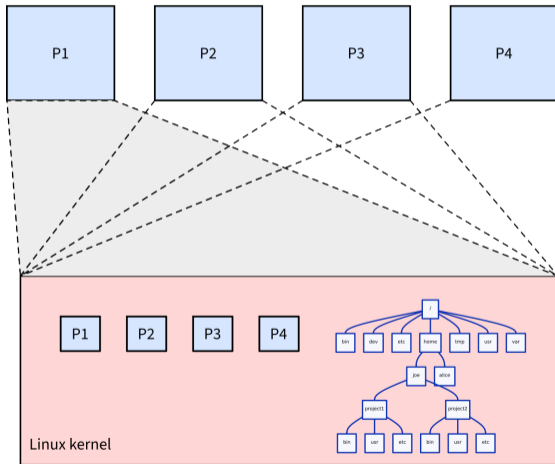 P1 P2 P3 P4
P1 P2 P3 P4
/
bin dev etc home tmp usr var
joe alice
project1 project2
bin usr etc bin usr etc
Linux kernel